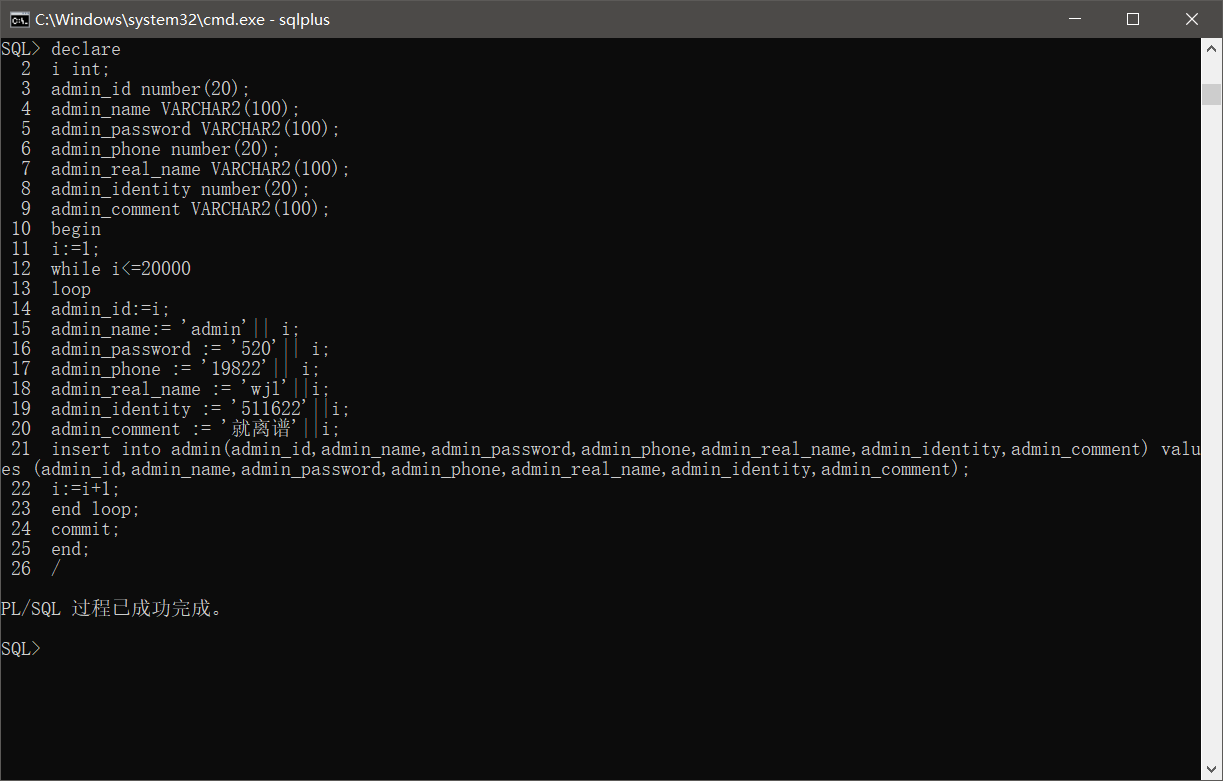 C:\Windows\system32\cmd.exe - sqlplus
SQL> declare
2 i int;
3 admin_id number(20);
4 admin_name VARCHAR2(100);
5 admin_password VARCHAR2(100);
6 admin_phone number(20);
7 admin_real_name VARCHAR2(100);
8 admin_identity number(20);
9 admin_comment VARCHAR2(100);
10 begin
11 i:=1;
12 while i<=20000
13 loop
14 admin_id:=i;
15 admin_name:= 'admin'|| i;
16 admin_password := '520'|| i;
17 admin_phone := '19822'|| i;
18 admin_real_name := 'wjl'||i;
19 admin_identity := '511622'||i;
20 admin_comment := '就离谱'||i;
21 insert into admin(admin_id,admin_name,admin_password,admin_phone,admin_real_name,admin_identity,admin_comment) valu
es (admin_id,admin_name,admin_password,admin_phone,admin_real_name,admin_identity,admin_comment);
22 i:=i+1;
23 end loop;
24 commit;
25 end;
26 /
PL/SQL 过程已成功完成。
SQL>